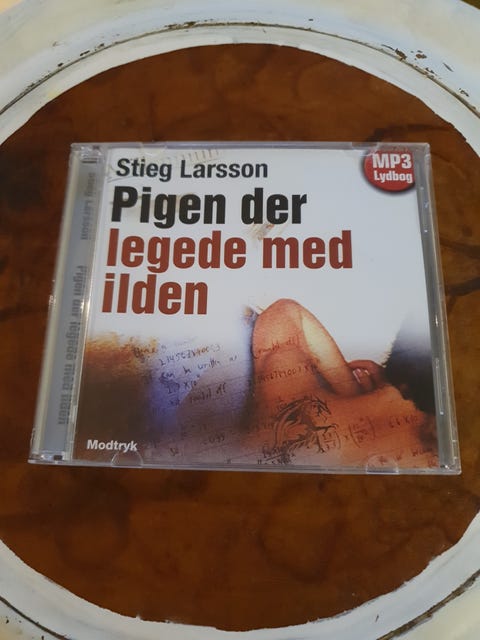 Stieg Larsson
Pigen der
legede med
ilden
MP3
Lydbog
Modtryk
Stieg Larsson Pigen der legede med ilden